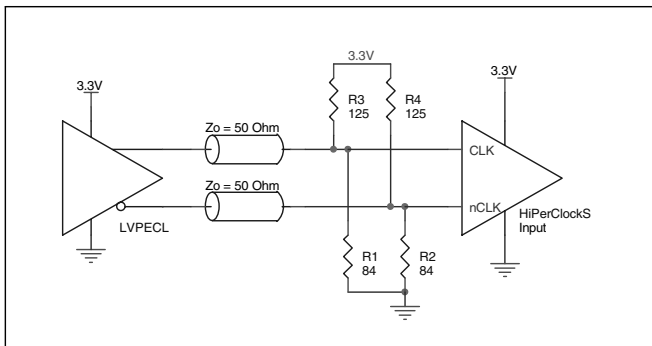 3.3V
3.3V
3.3V
R3
125
R4
125
Zo = 50 Ohm
CLK
Zo = 50 Ohm
nCLK
HiPerClockS
Input
LVPECL
R1
84
R2
84